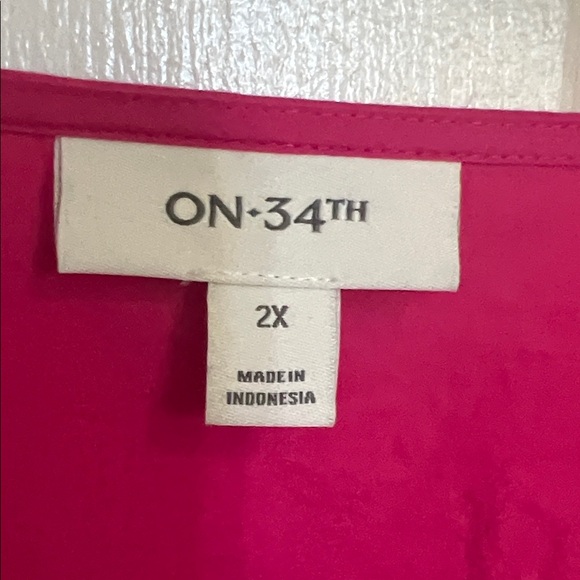 ON·34TH
2X
MADE IN
INDONESIA